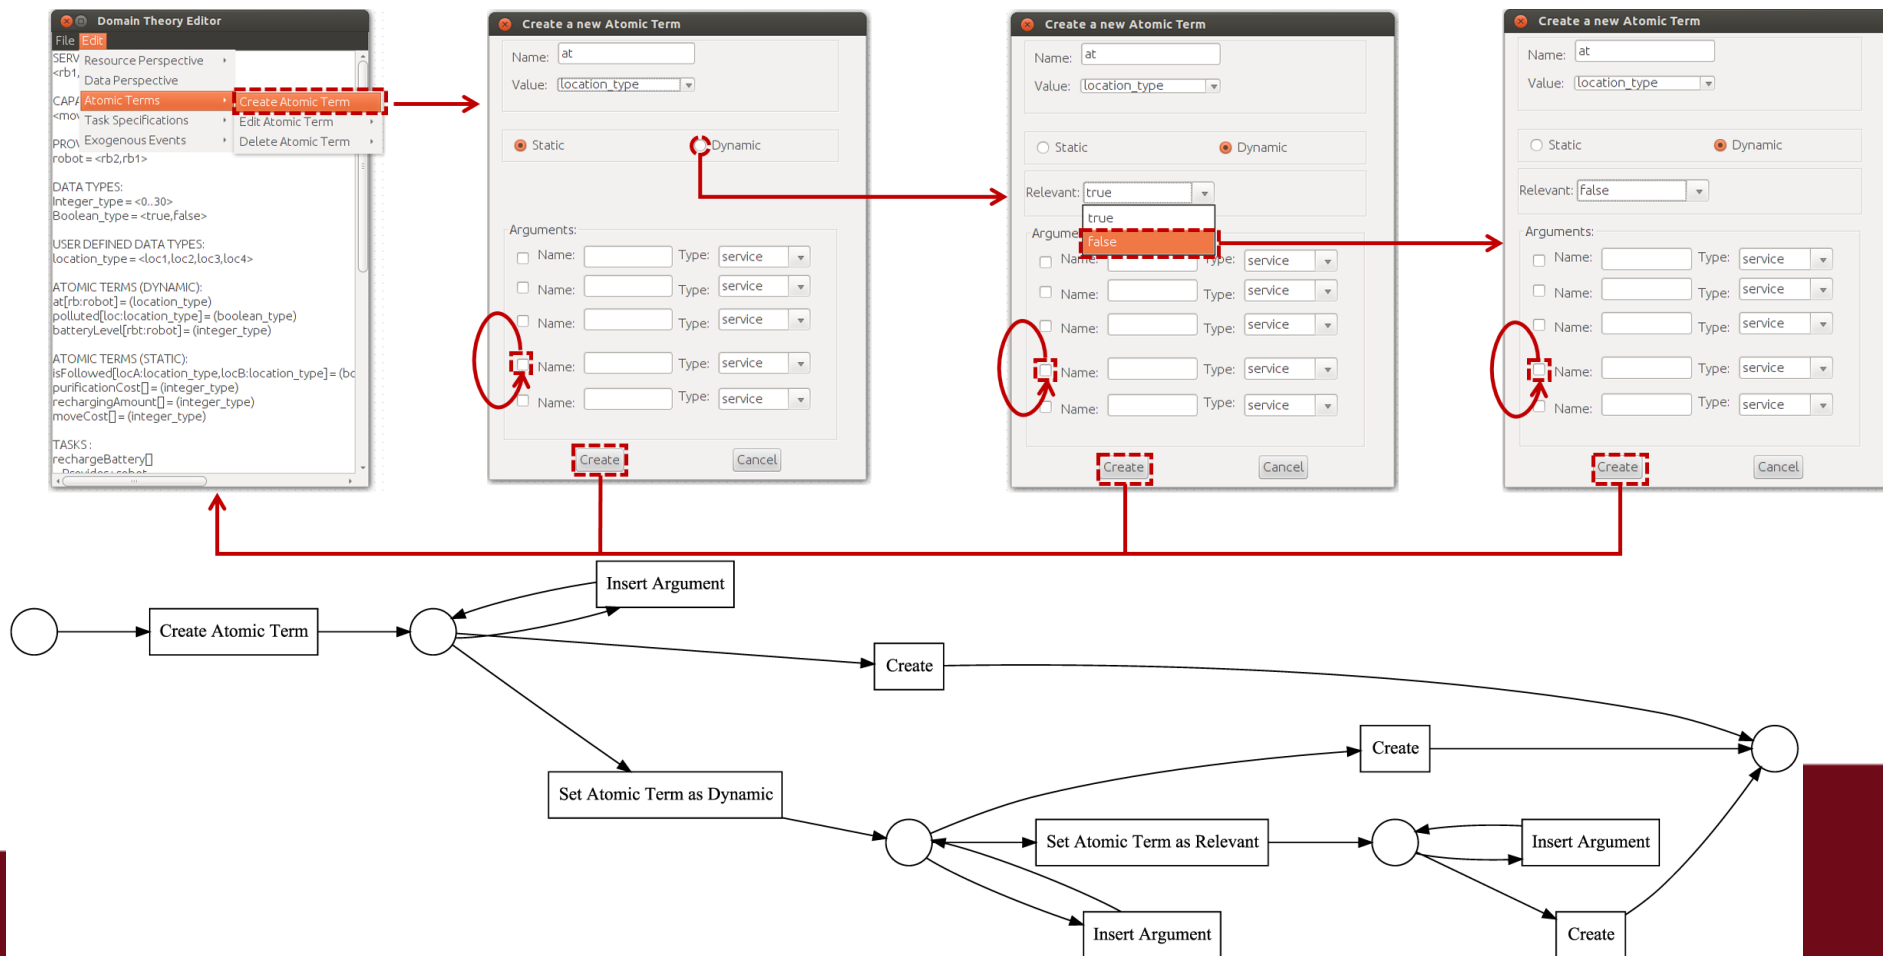 Domain Theory Editor
File Edit
SERV
<rb1,
Resource Perspective
Data Perspective
CAPA
Atomic Terms
Create Atomic Term
<mov
Task Specifications
Edit Atomic Term
PROV
Exogenous Events
Delete Atomic Term
robot = <rb2,rb1>
DATA TYPES:
Integer_type = <0..30>
Boolean_type = <true,false>
USER DEFINED DATA TYPES:
location_type = <loc1,loc2,loc3,loc4>
ATOMIC TERMS (DYNAMIC):
at[rb:robot] = (location_type)
polluted[loc:location_type] = (boolean_type)
batteryLevel[rbt:robot] = (integer_type)
ATOMIC TERMS (STATIC):
isFollowed[locA:location_type,locB:location_type] = (bo
purificationCost[] = (integer_type)
rechargingAmount[] = (integer_type)
moveCost[] = (integer_type)
TASKS :
rechargeBattery[]
Create a new Atomic Term
Name: at
Value: location_type
Static Dynamic
Arguments:
Name: Type: service
Name: Type: service
Name: Type: service
Name: Type: service
Name: Type: service
Create Cancel
Create a new Atomic Term
Name: at
Value: location_type
Static Dynamic
Relevant: true
true
false
Argume
Name: Type: service
Name: Type: service
Name: Type: service
Name: Type: service
Name: Type: service
Create Cancel
Create a new Atomic Term
Name: at
Value: location_type
Static Dynamic
Relevant: false
Arguments:
Name: Type: service
Name: Type: service
Name: Type: service
Name: Type: service
Name: Type: service
Create Cancel
Insert Argument
Create Atomic Term
Create
Create
Set Atomic Term as Dynamic
Set Atomic Term as Relevant
Insert Argument
Insert Argument
Create